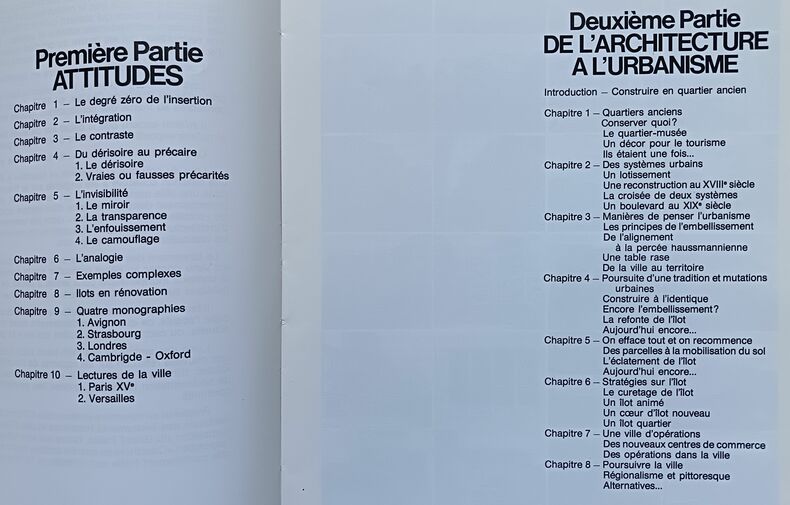 Première Partie
ATTITUDES
Chapitre 1 – Le degré zéro de l'insertion
Chapitre 2 – L'intégration
Chapitre 3 – Le contraste
Chapitre 4 – Du dérisoire au précaire
1. Le dérisoire
2. Vraies ou fausses précarités
Chapitre 5 – L'invisibilité
1. Le miroir
2. La transparence
3. L'enfouissement
4. Le camouflage
Chapitre 6 – L'analogie
Chapitre 7 – Exemples complexes
Chapitre 8 – Ilots en rénovation
Chapitre 9 – Quatre monographies
1. Avignon
2. Strasbourg
3. Londres
4. Cambrigde - Oxford
Chapitre 10 – Lectures de la ville
1. Paris XVᵉ
2. Versailles
Deuxième Partie
DE L'ARCHITECTURE
A L'URBANISME
Introduction – Construire en quartier ancien
Chapitre 1 – Quartiers anciens
Conserver quoi?
Le quartier-musée
Un décor pour le tourisme
Ils étaient une fois...
Chapitre 2 – Des systèmes urbains
Un lotissement
Une reconstruction au XVIIIᵉ siècle
La croisée de deux systèmes
Un boulevard au XIXᵉ siècle
Chapitre 3 – Manières de penser l'urbanisme
Les principes de l'embellissement
De l'alignement
à la percée haussmannienne
Une table rase
De la ville au territoire
Chapitre 4 – Poursuite d'une tradition et mutations
urbaines
Construire à l'identique
Encore l'embellissement?
La refonte de l'îlot
Aujourd'hui encore...
Chapitre 5 – On efface tout et on recommence
Des parcelles à la mobilisation du sol
L'éclatement de l'îlot
Aujourd'hui encore...
Chapitre 6 – Stratégies sur l'îlot
Le curetage de l'îlot
Un îlot animé
Un cœur d'îlot nouveau
Un îlot quartier
Chapitre 7 – Une ville d'opérations
Des nouveaux centres de commerce
Des opérations dans la ville
Chapitre 8 – Poursuivre la ville
Régionalisme et pittoresque
Alternatives...